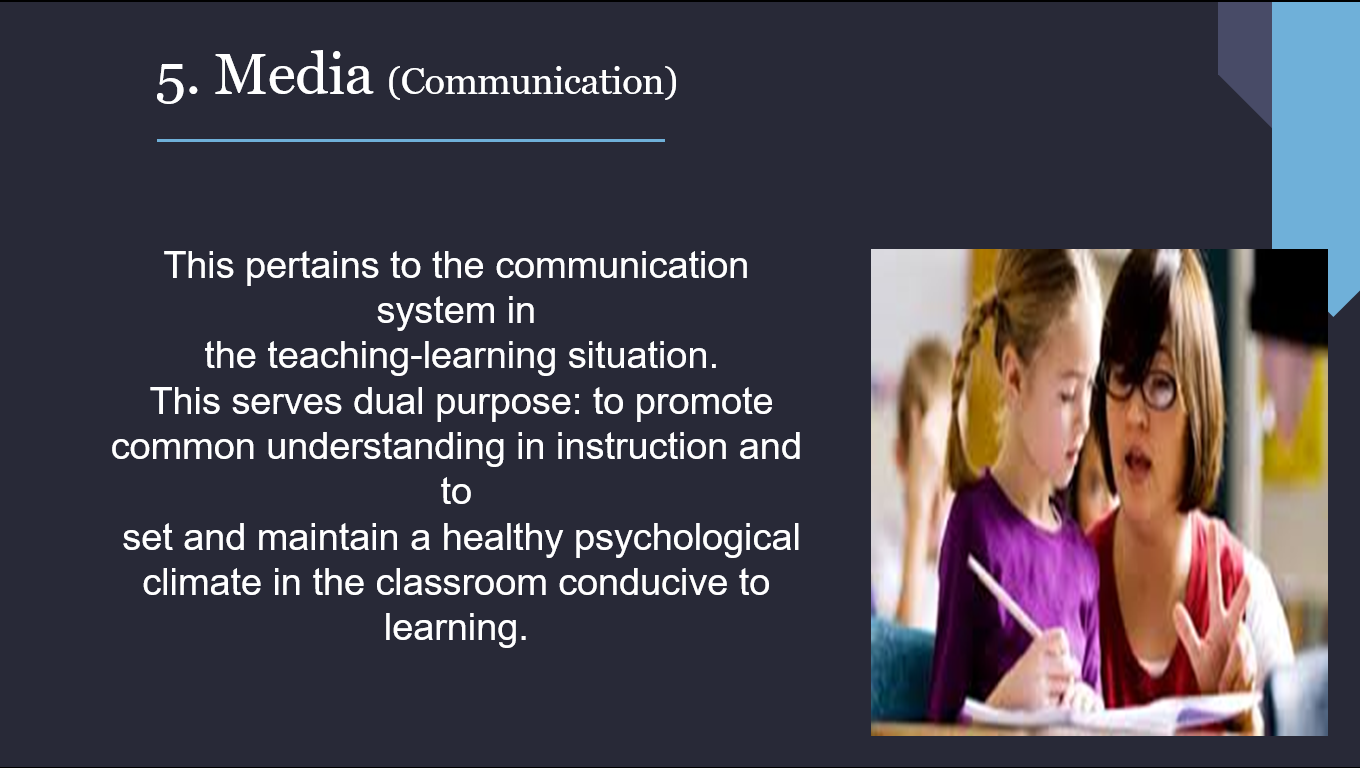 5. Media (Communication)
This pertains to the communication
system in
the teaching-learning situation.
This serves dual purpose: to promote
common understanding in instruction and
to
set and maintain a healthy psychological
climate in the classroom conducive to
learning.